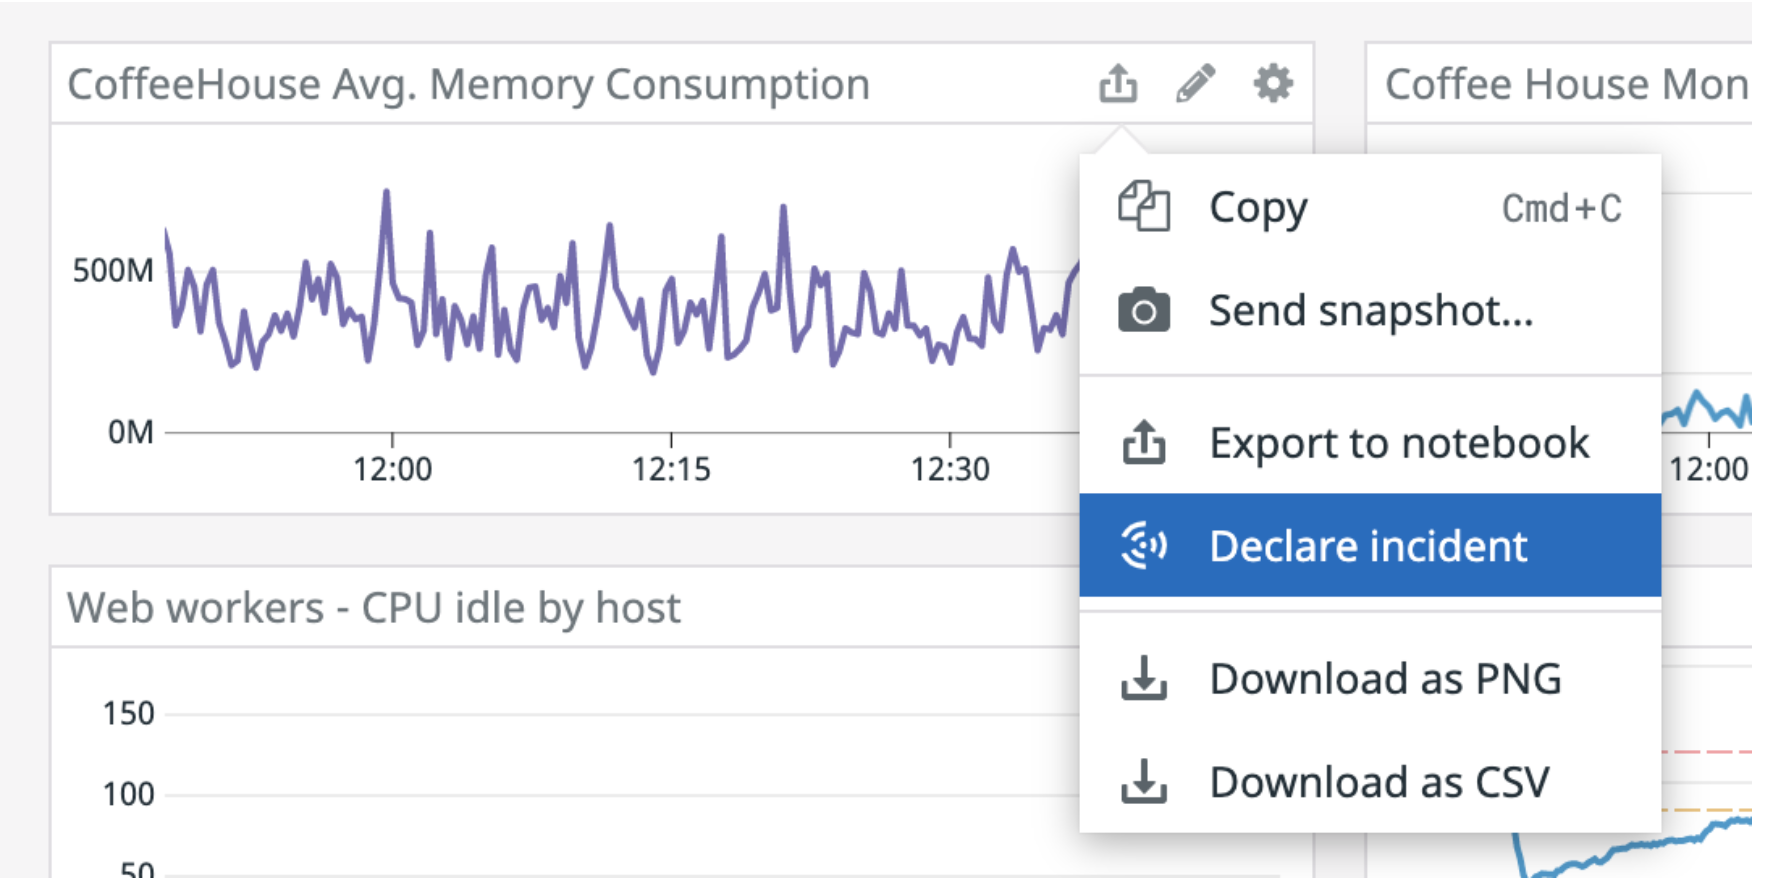 CoffeeHouse Avg. Memory Consumption
500M
0M
12:00 12:15 12:30
Coffee House Mon
12:00
Copy Cmd+C
Send snapshot...
Export to notebook
Declare incident
Download as PNG
Download as CSV
Web workers - CPU idle by host
150
100
50